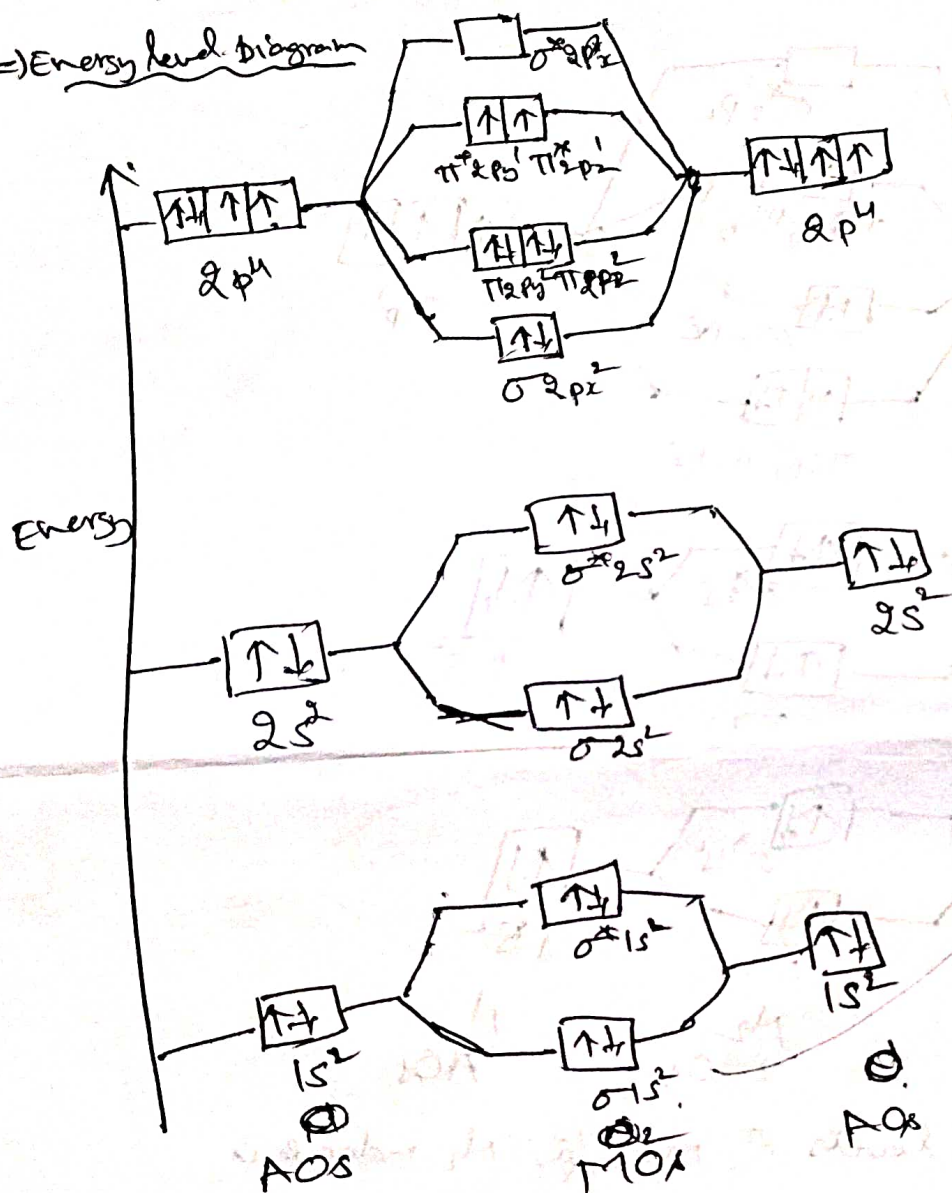 =) Energy level Diagram
σ*2px
↑ ↑
π*2py¹ π*2pz¹
↑↓ ↑ ↑
2p⁴
↑↓ ↑ ↑
2p⁴
↑↓ ↑↓
π2py² π2pz²
↑↓
σ2px²
Energy
↑↓
σ*2s²
↑↓
2s²
↑↓
2s²
↑↓
σ2s²
↑↓
σ*1s²
↑↓
1s²
↑↓
1s²
↑↓
σ1s²
O
O₂
O
AOs
MOs
AOs